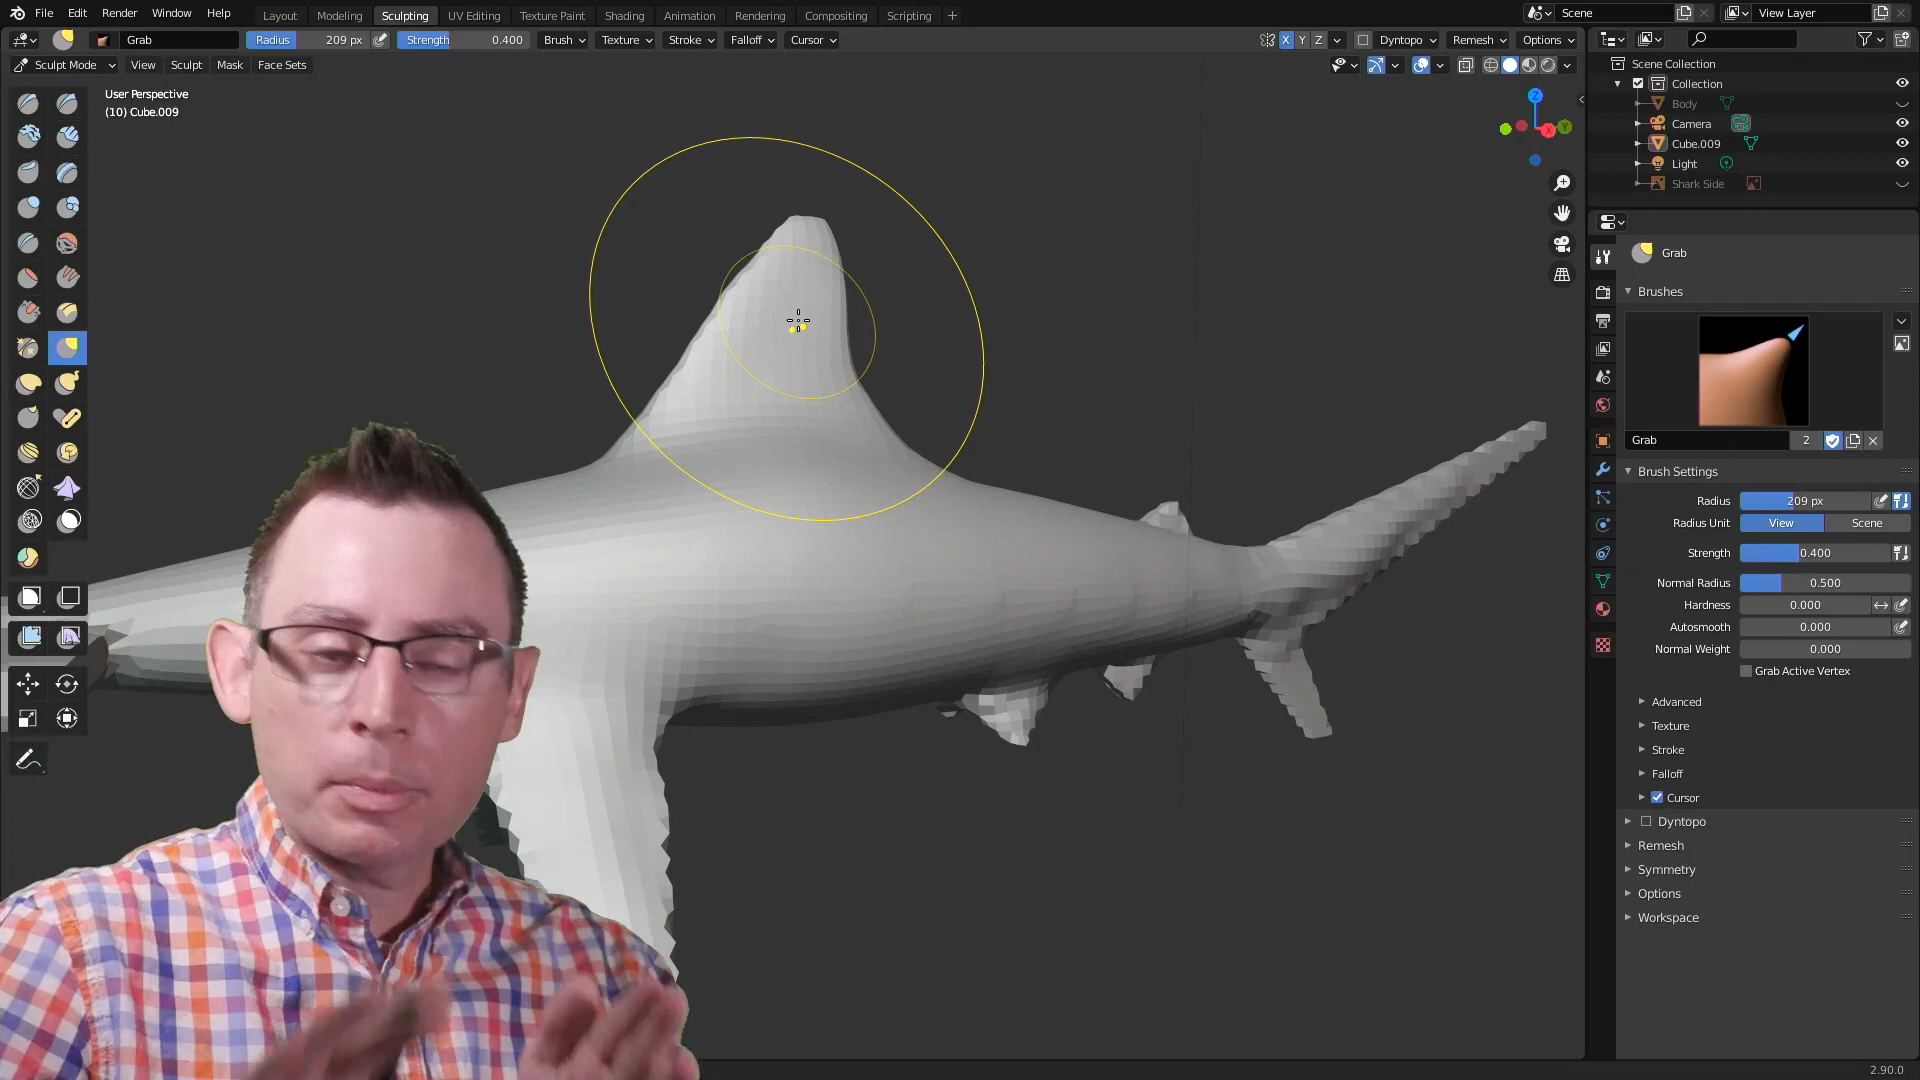 File Edit Render Window Help Layout Modeling Sculpting UV Editing Texture Paint Shading Animation Rendering Compositing Scripting + Scene View Layer
Grab Radius 209 px Strength 0.400 Brush Texture Stroke Falloff Cursor X Y Z Dyntopo Remesh Options
Sculpt Mode View Sculpt Mask Face Sets
User Perspective
(10) Cube.009
Z
X
Y
Scene Collection
Collection
Body
Camera
Cube.009
Light
Shark Side
Grab
Brushes
Grab 2
Brush Settings
Radius 209 px
Radius Unit View Scene
Strength 0.400
Normal Radius 0.500
Hardness 0.000
Autosmooth 0.000
Normal Weight 0.000
Grab Active Vertex
Advanced
Texture
Stroke
Falloff
Cursor
Dyntopo
Remesh
Symmetry
Options
Workspace
2.90.0